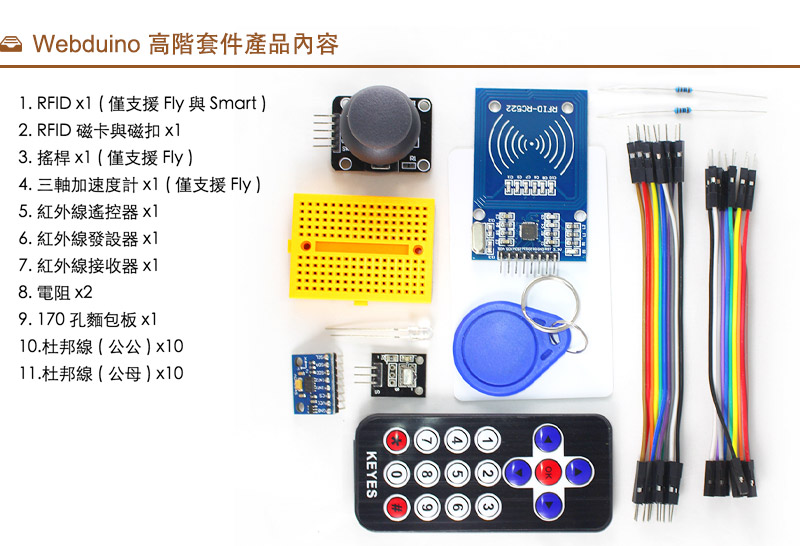 Webduino 高階套件產品內容
1. RFID x1 ( 僅支援 Fly 與 Smart )
2. RFID 磁卡與磁扣 x1
3. 搖桿 x1 ( 僅支援 Fly )
4. 三軸加速度計 x1 ( 僅支援 Fly )
5. 紅外線遙控器 x1
6. 紅外線發設器 x1
7. 紅外線接收器 x1
8. 電阻 x2
9. 170 孔麵包板 x1
10.杜邦線 ( 公公 ) x10
11.杜邦線 ( 公母 ) x10
RFID-RC522
KEYES
* 7 4 1
0 8 5 2 OK
# 9 6 3